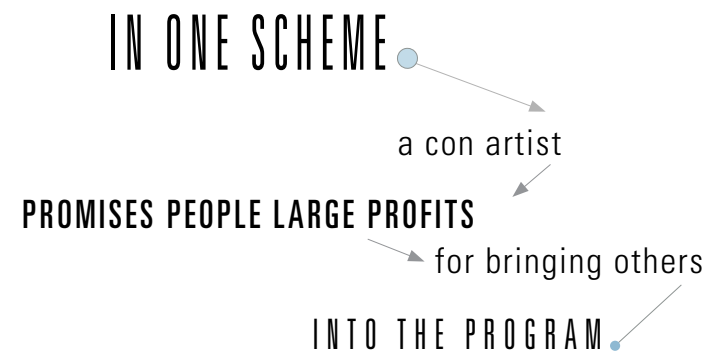 IN ONE SCHEME
a con artist
PROMISES PEOPLE LARGE PROFITS
for bringing others
INTO THE PROGRAM